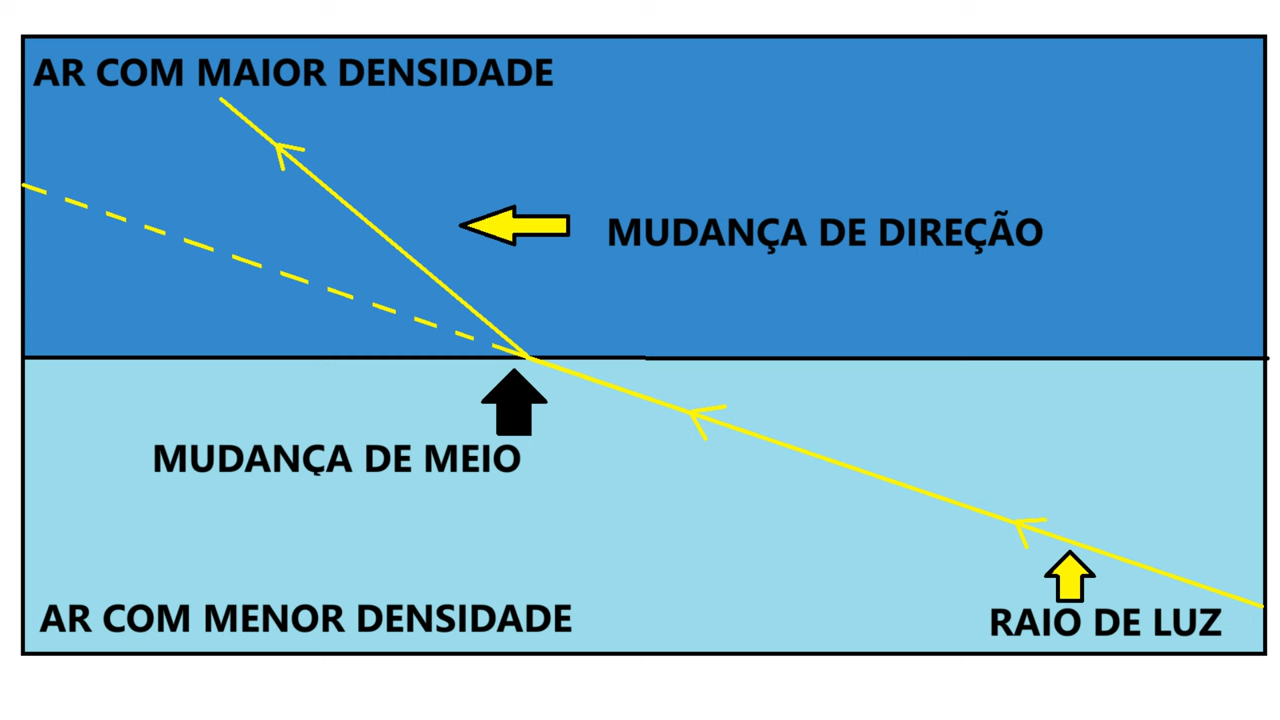 AR COM MAIOR DENSIDADE
MUDANÇA DE DIREÇÃO
MUDANÇA DE MEIO
AR COM MENOR DENSIDADE
RAIO DE LUZ